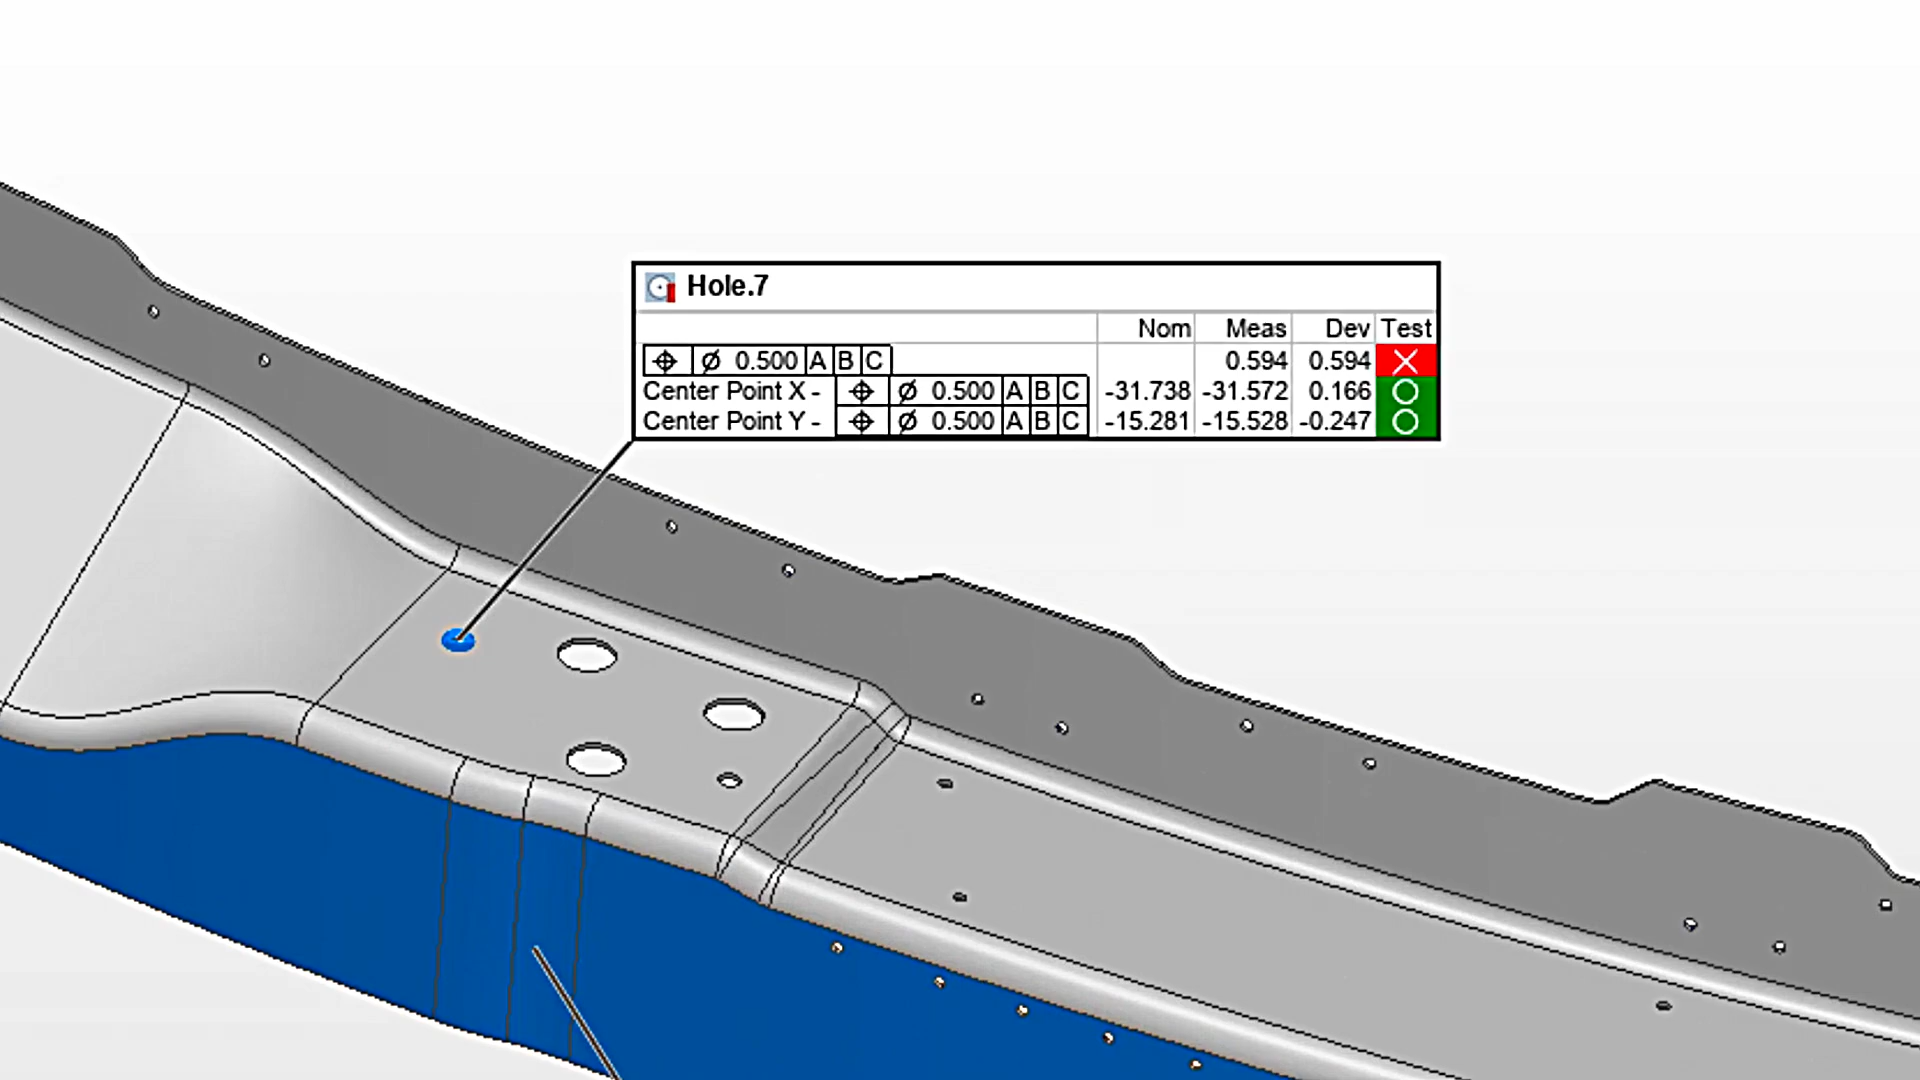 Hole.7
Nom Meas Dev Test
⌖ ⌀ 0.500 A B C 0.594 0.594
Center Point X - ⌖ ⌀ 0.500 A B C -31.738 -31.572 0.166
Center Point Y - ⌖ ⌀ 0.500 A B C -15.281 -15.528 -0.247